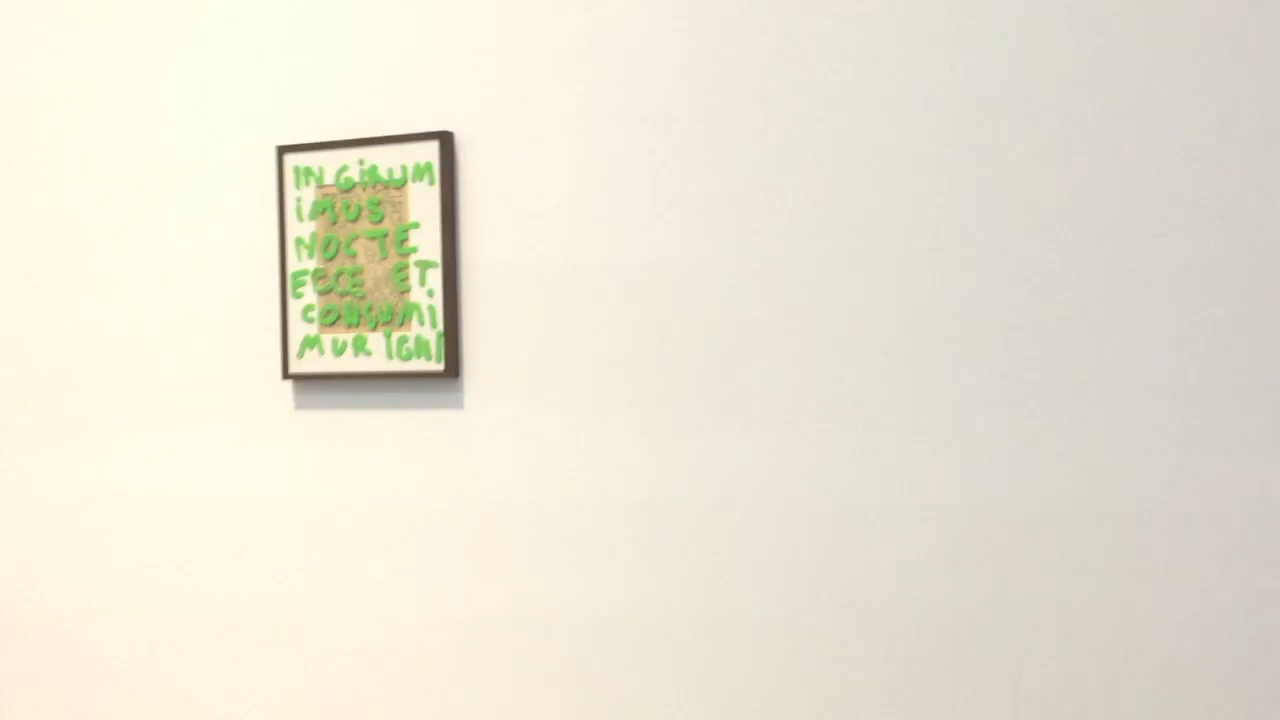 IN GiRUM
iMUS
NOCTE
ECCE ET
CONSUMi
MUR iGNi